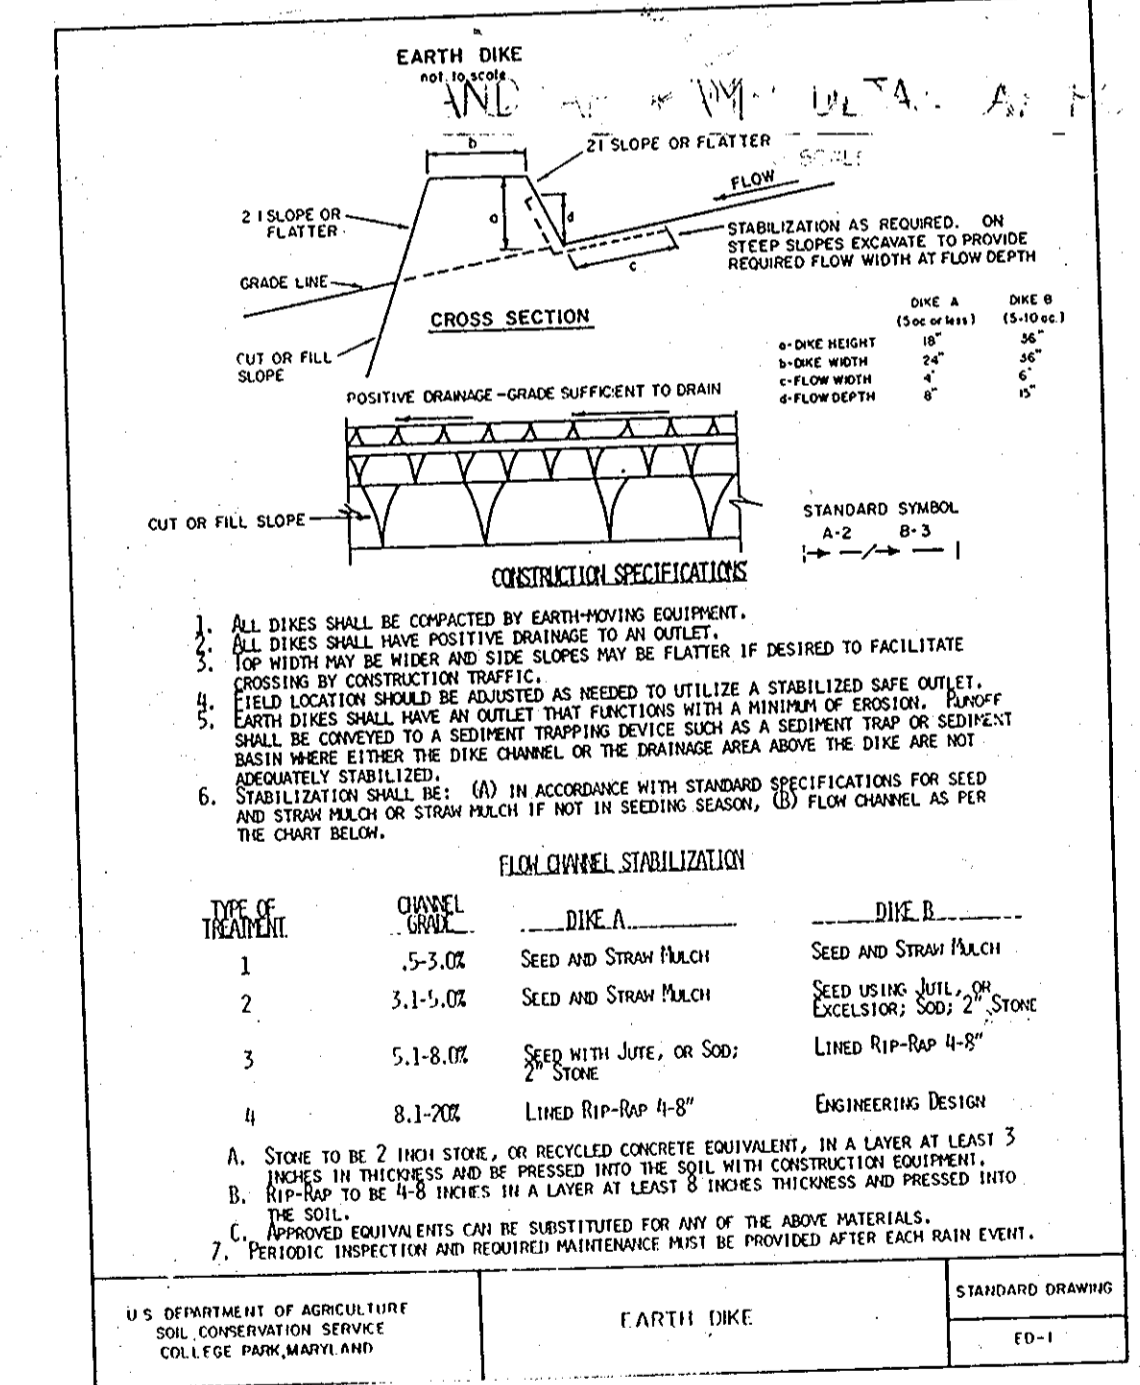 EARTH DIKE
not to scale
AND
SCALE
b
2 1 SLOPE OR FLATTER
FLOW
2 1 SLOPE OR
FLATTER
a
d
STABILIZATION AS REQUIRED. ON
STEEP SLOPES EXCAVATE TO PROVIDE
REQUIRED FLOW WIDTH AT FLOW DEPTH
c
GRADE LINE
CROSS SECTION
CUT OR FILL
SLOPE
DIKE A DIKE B
(5ac or less) (5-10 ac.)
a-DIKE HEIGHT 18" 36"
b-DIKE WIDTH 24" 36"
c-FLOW WIDTH 4' 6'
d-FLOW DEPTH 8" 15"
POSITIVE DRAINAGE-GRADE SUFFICIENT TO DRAIN
CUT OR FILL SLOPE
STANDARD SYMBOL
A-2 B-3
CONSTRUCTION SPECIFICATIONS
1. ALL DIKES SHALL BE COMPACTED BY EARTH-MOVING EQUIPMENT.
2. ALL DIKES SHALL HAVE POSITIVE DRAINAGE TO AN OUTLET.
3. TOP WIDTH MAY BE WIDER AND SIDE SLOPES MAY BE FLATTER IF DESIRED TO FACILITATE
CROSSING BY CONSTRUCTION TRAFFIC.
4. FIELD LOCATION SHOULD BE ADJUSTED AS NEEDED TO UTILIZE A STABILIZED SAFE OUTLET.
5. EARTH DIKES SHALL HAVE AN OUTLET THAT FUNCTIONS WITH A MINIMUM OF EROSION. RUNOFF
SHALL BE CONVEYED TO A SEDIMENT TRAPPING DEVICE SUCH AS A SEDIMENT TRAP OR SEDIMENT
BASIN WHERE EITHER THE DIKE CHANNEL OR THE DRAINAGE AREA ABOVE THE DIKE ARE NOT
ADEQUATELY STABILIZED.
6. STABILIZATION SHALL BE: (A) IN ACCORDANCE WITH STANDARD SPECIFICATIONS FOR SEED
AND STRAW MULCH OR STRAW MULCH IF NOT IN SEEDING SEASON, (B) FLOW CHANNEL AS PER
THE CHART BELOW.
FLOW CHANNEL STABILIZATION
TYPE OF CHANNEL
TREATMENT GRADE DIKE A DIKE B
1 .5-3.0% SEED AND STRAW MULCH SEED AND STRAW MULCH
2 3.1-5.0% SEED AND STRAW MULCH SEED USING JUTE, OR
EXCELSIOR; SOD; 2" STONE
3 5.1-8.0% SEED WITH JUTE, OR SOD; LINED RIP-RAP 4-8"
2" STONE
4 8.1-20% LINED RIP-RAP 4-8" ENGINEERING DESIGN
A. STONE TO BE 2 INCH STONE, OR RECYCLED CONCRETE EQUIVALENT, IN A LAYER AT LEAST 3
INCHES IN THICKNESS AND BE PRESSED INTO THE SOIL WITH CONSTRUCTION EQUIPMENT.
B. RIP-RAP TO BE 4-8 INCHES IN A LAYER AT LEAST 8 INCHES THICKNESS AND PRESSED INTO
THE SOIL.
C. APPROVED EQUIVALENTS CAN BE SUBSTITUTED FOR ANY OF THE ABOVE MATERIALS.
7. PERIODIC INSPECTION AND REQUIRED MAINTENANCE MUST BE PROVIDED AFTER EACH RAIN EVENT.
U S DEPARTMENT OF AGRICULTURE
SOIL CONSERVATION SERVICE
COLLEGE PARK, MARYLAND
EARTH DIKE
STANDARD DRAWING
ED-1